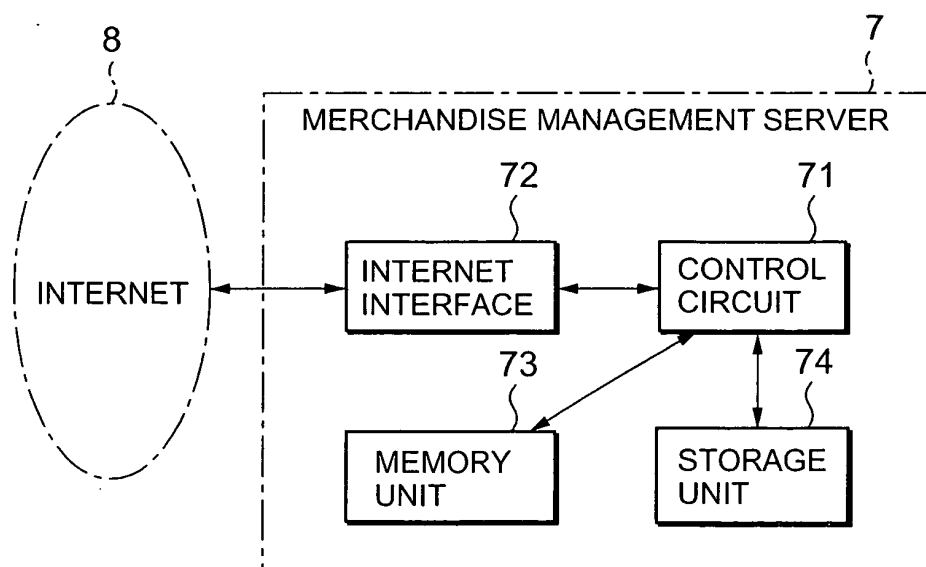 8
7
MERCHANDISE MANAGEMENT SERVER
72
71
INTERNET
INTERNET
INTERFACE
CONTROL
CIRCUIT
73
74
MEMORY
UNIT
STORAGE
UNIT